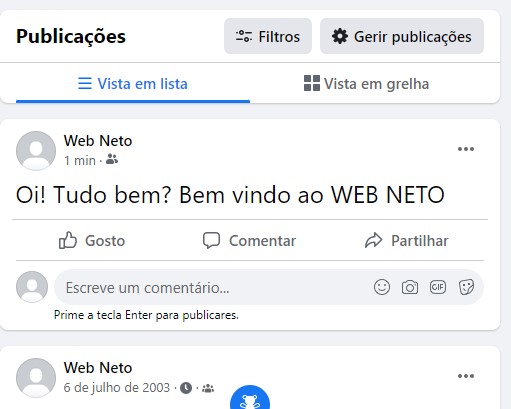 Publicações
Filtros
Gerir publicações
Vista em lista
Vista em grelha
Web Neto
1 min ·
Oi! Tudo bem? Bem vindo ao WEB NETO
Gosto
Comentar
Partilhar
Escreve um comentário...
GIF
Prime a tecla Enter para publicares.
Web Neto
6 de julho de 2003 · ·